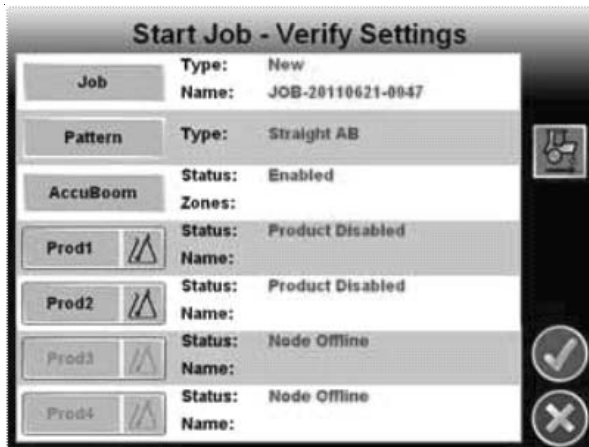 Start Job - Verify Settings
Job
Type: New
Name: JOB-20110621-0947
Pattern
Type: Straight AB
AccuBoom
Status: Enabled
Zones:
Prod1
Status: Product Disabled
Name:
Prod2
Status: Product Disabled
Name:
Prod3
Status: Node Offline
Name:
Prod4
Status: Node Offline
Name: